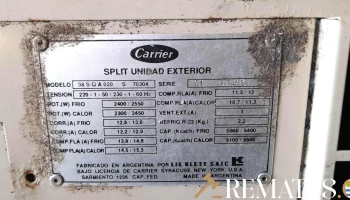 Carrier
SPLIT UNIDAD EXTERIOR
MODELO 38 S Q A 020 S 70304 SERIE
TENSION 220 - 1 - 50 / 230 - 1 - 60 Hz COMP.RLA(A) FRIO 11.3 / 12
POT.(W) FRIO 2400 / 2550 COMP.RLA(A)CALOR 10.7 / 11.3
POT.(W) CALOR 2300 / 2450 VENT.EXT.(A)
CORR.(A) FRIO 12,8 / 13,6 REFRIG.R-22 (Kg.) 2,2
CORR.(A) CALOR 12,2 / 12,9 CAP.(Kcal/h) FRIO 5360 / 5400
COMP.FLA (A) FRIO 13,8 / 14,6 CAP.(Kcal/h)CALOR 5100 / 5500
COMP.FLA(A)CALOR 14,5 / 15,3
FABRICADO EN ARGENTINA POR LIX KLETT S.A.I.C.
BAJO LICENCIA DE CARRIER SYRACUSE NEW YORK U.S.A.
SARMIENTO 1236 CAP. FED. MADE IN ARGENTINA